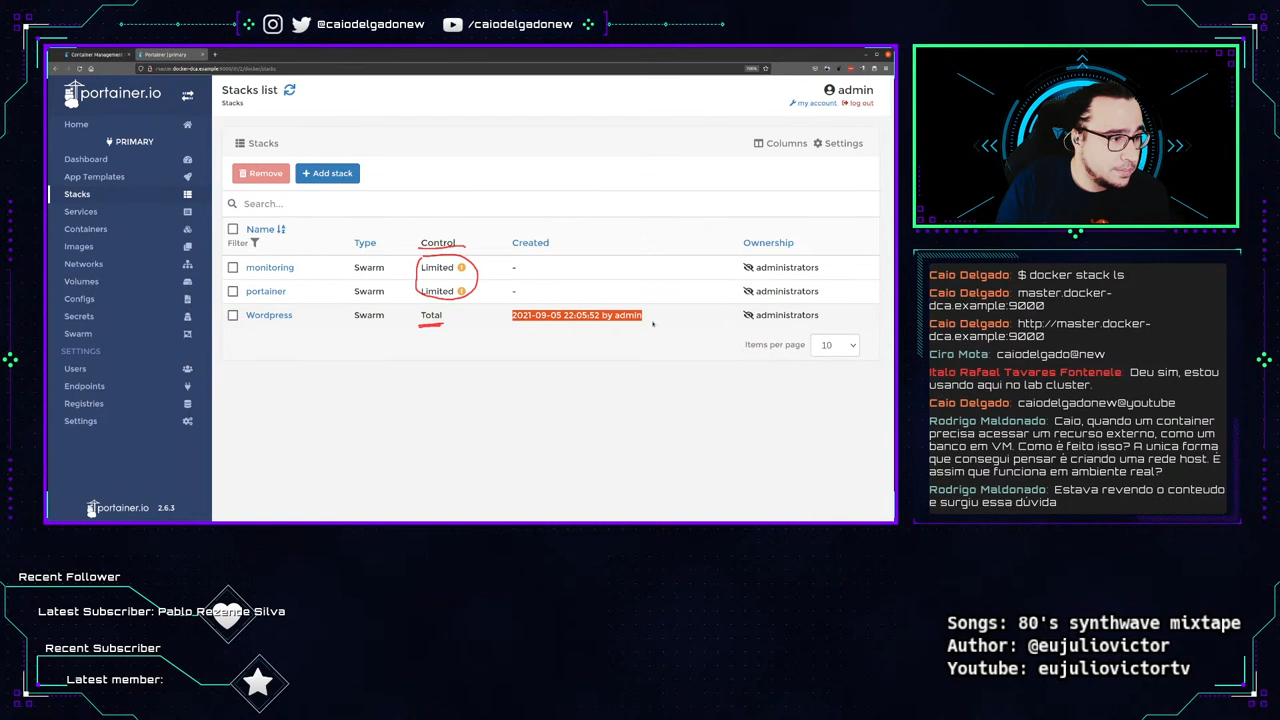 @caiodelgadonew
/caiodelgadonew
Container Management
Portainer | primary
portainer.io
Home
PRIMARY
Dashboard
App Templates
Stacks
Services
Containers
Images
Networks
Volumes
Configs
Secrets
Swarm
SETTINGS
Users
Endpoints
Registries
Settings
portainer.io 2.6.3
Stacks list
Stacks
admin
my account log out
Stacks
Columns Settings
Remove
Add stack
Search...
Name
Filter
Type Control Created Ownership
monitoring Swarm Limited - administrators
portainer Swarm Limited - administrators
Wordpress Swarm Total 2021-09-05 22:05:52 by admin administrators
Items per page 10
Caio Delgado: $ docker stack ls
Caio Delgado: master.docker-
dca.example:9000
Caio Delgado: http://master.docker-
dca.example:9000
Ciro Mota: caiodelgado@new
Italo Rafael Tavares Fontenele: Deu sim, estou
usando aqui no lab cluster.
Caio Delgado: caiodelgadonew@youtube
Rodrigo Maldonado: Caio, quando um container
precisa acessar um recurso externo, como um
banco em VM. Como é feito isso? A unica forma
que consegui pensar é criando uma rede host. E
assim que funciona em ambiente real?
Rodrigo Maldonado: Estava revendo o conteudo
e surgiu essa dúvida
Recent Follower
Latest Subscriber: Pablo Rezende Silva
Recent Subscriber
Latest member:
Songs: 80's synthwave mixtape
Author: @eujuliovictor
Youtube: eujuliovictortv